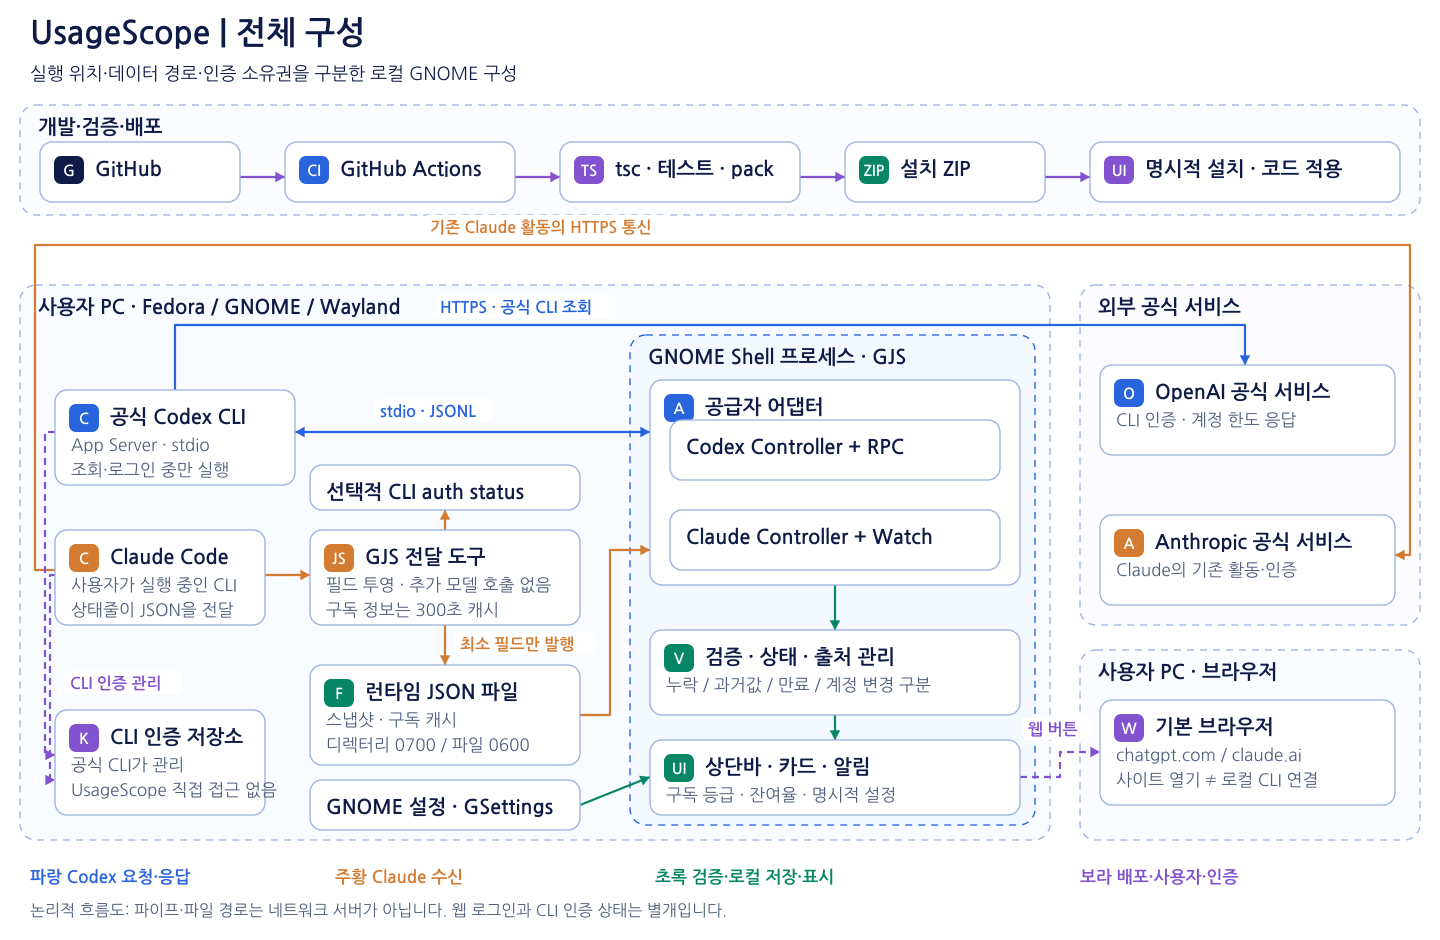 UsageScope | 전체 구성
실행 위치·데이터 경로·인증 소유권을 구분한 로컬 GNOME 구성
개발·검증·배포
G GitHub
CI GitHub Actions
TS tsc · 테스트 · pack
ZIP 설치 ZIP
UI 명시적 설치 · 코드 적용
기존 Claude 활동의 HTTPS 통신
사용자 PC · Fedora / GNOME / Wayland
HTTPS · 공식 CLI 조회
외부 공식 서비스
GNOME Shell 프로세스 · GJS
C 공식 Codex CLI
App Server · stdio
조회·로그인 중만 실행
stdio · JSONL
A 공급자 어댑터
Codex Controller + RPC
Claude Controller + Watch
O OpenAI 공식 서비스
CLI 인증 · 계정 한도 응답
선택적 CLI auth status
C Claude Code
사용자가 실행 중인 CLI
상태줄이 JSON을 전달
JS GJS 전달 도구
필드 투영 · 추가 모델 호출 없음
구독 정보는 300초 캐시
A Anthropic 공식 서비스
Claude의 기존 활동·인증
최소 필드만 발행
CLI 인증 관리
K CLI 인증 저장소
공식 CLI가 관리
UsageScope 직접 접근 없음
F 런타임 JSON 파일
스냅샷 · 구독 캐시
디렉터리 0700 / 파일 0600
V 검증 · 상태 · 출처 관리
누락 / 과거값 / 만료 / 계정 변경 구분
사용자 PC · 브라우저
웹 버튼
W 기본 브라우저
chatgpt.com / claude.ai
사이트 열기 ≠ 로컬 CLI 연결
UI 상단바 · 카드 · 알림
구독 등급 · 잔여율 · 명시적 설정
GNOME 설정 · GSettings
파랑 Codex 요청·응답
주황 Claude 수신
초록 검증·로컬 저장·표시
보라 배포·사용자·인증
논리적 흐름도: 파이프·파일 경로는 네트워크 서버가 아닙니다. 웹 로그인과 CLI 인증 상태는 별개입니다.